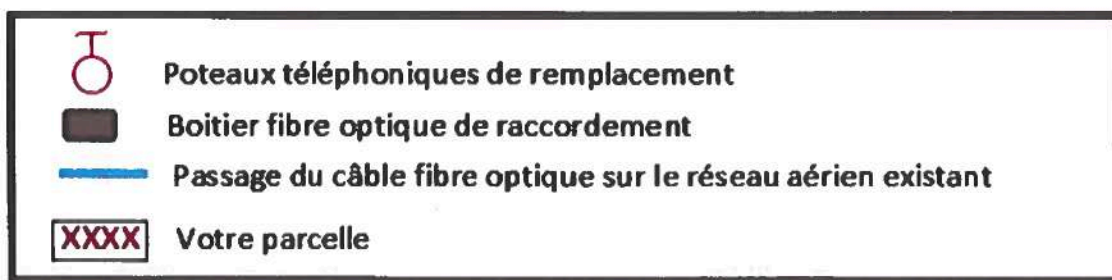 Poteaux téléphoniques de remplacement
Boitier fibre optique de raccordement
Passage du câble fibre optique sur le réseau aérien existant
XXXX Votre parcelle